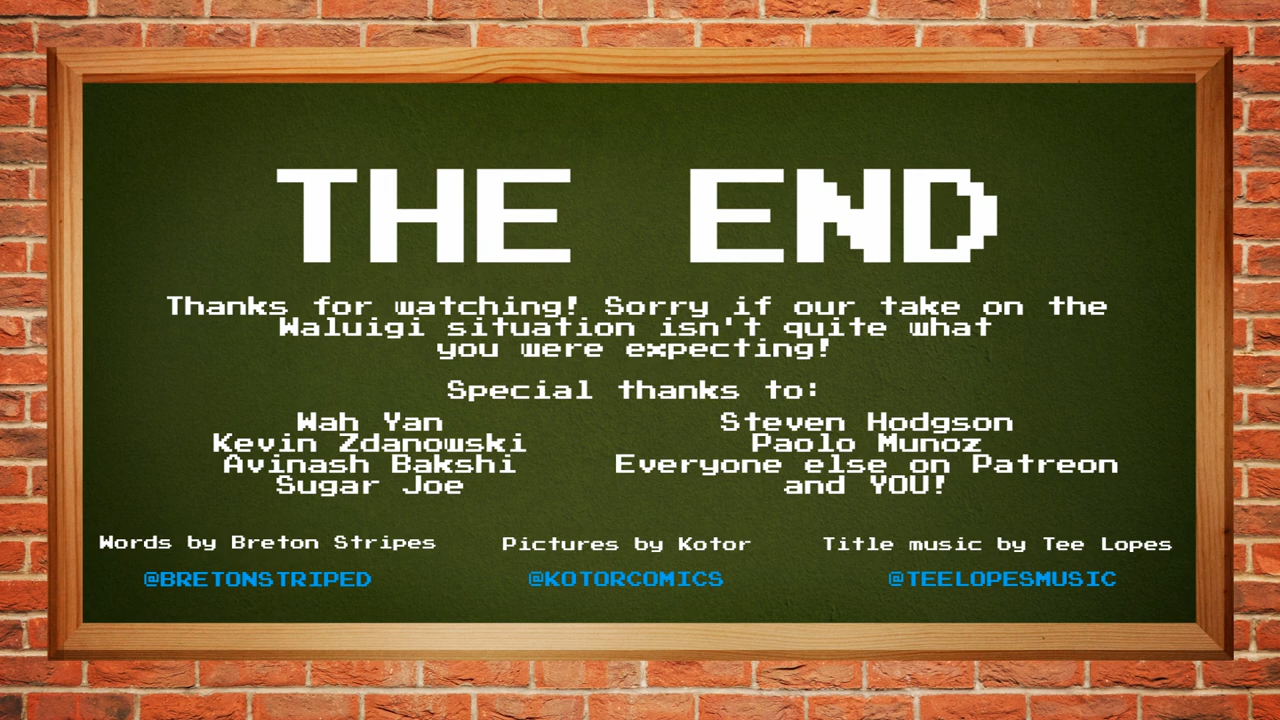 THE END
Thanks for watching! Sorry if our take on the
Waluigi situation isn't quite what
you were expecting!
Special thanks to:
Wah Yan
Kevin Zdanowski
Avinash Bakshi
Sugar Joe
Steven Hodgson
Paolo Munoz
Everyone else on Patreon
and YOU!
Words by Breton Stripes
@BRETONSTRIPED
Pictures by Kotor
@KOTORCOMICS
Title music by Tee Lopes
@TEELOPESMUSIC